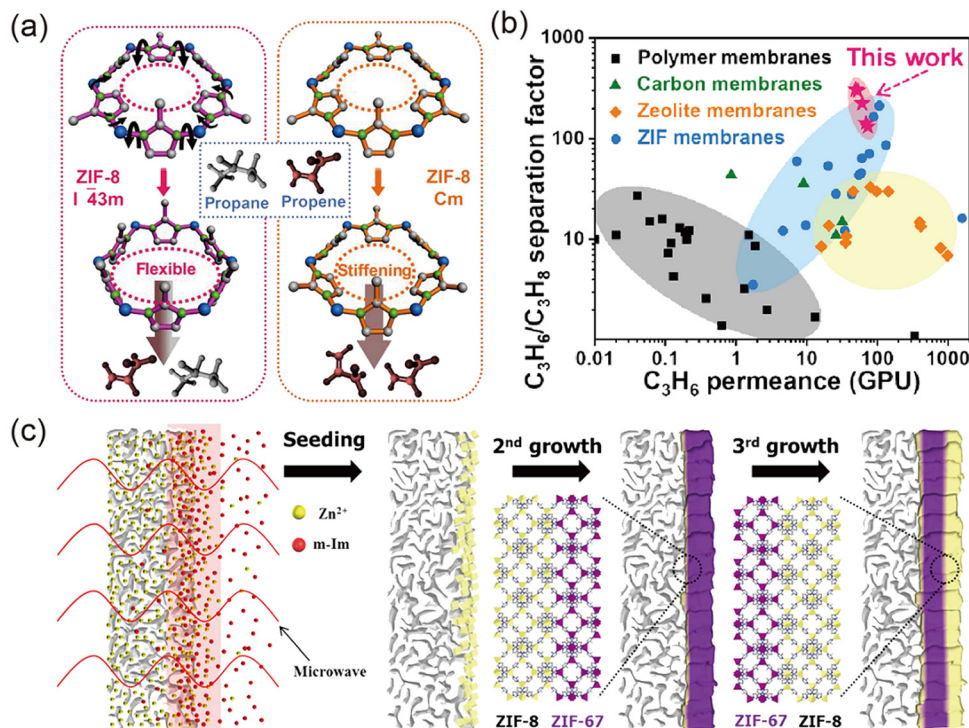 (a)
ZIF-8
I 4̄3m
Propane
Propene
ZIF-8
Cm
Flexible
Stiffening
(b)
C₃H₆/C₃H₈ separation factor
1000
100
10
Polymer membranes
Carbon membranes
Zeolite membranes
ZIF membranes
This work
0.01
0.1
1
10
100
1000
C₃H₆ permeance (GPU)
(c)
Seeding
Zn²⁺
m-Im
Microwave
2nd growth
ZIF-8 ZIF-67
3rd growth
ZIF-67 ZIF-8